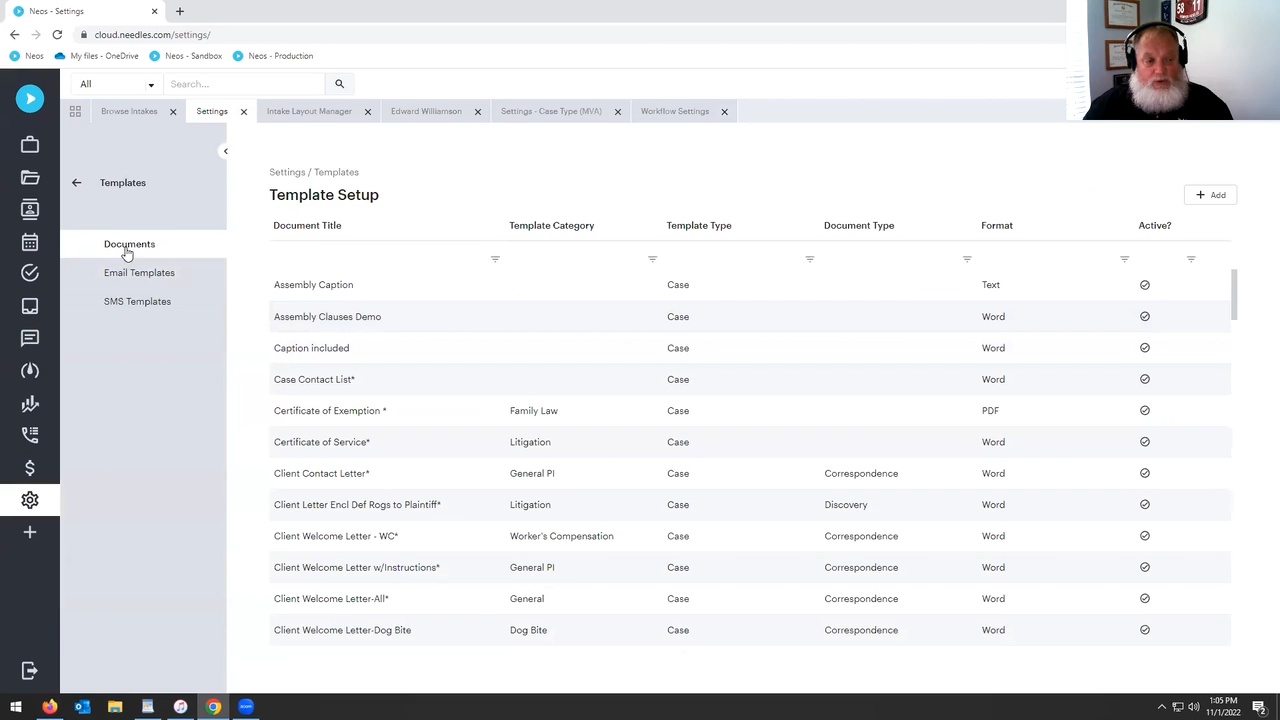 Neos - Settings
cloud.needles.com/settings/
Neos My files - OneDrive Neos - Sandbox Neos - Production
58 11
All Search...
Browse Intakes Settings Intake Layout Manager Edward Williamson Settings - Case Type (MVA) Workflow Settings
Templates
Documents
Email Templates
SMS Templates
Settings / Templates
Template Setup
Add
Document Title Template Category Template Type Document Type Format Active?
Assembly Caption Case Text
Assembly Clauses Demo Case Word
Caption included Case Word
Case Contact List* Case Word
Certificate of Exemption * Family Law Case PDF
Certificate of Service* Litigation Case Word
Client Contact Letter* General PI Case Correspondence Word
Client Letter Encl Def Rogs to Plaintiff* Litigation Case Discovery Word
Client Welcome Letter - WC* Worker's Compensation Case Correspondence Word
Client Welcome Letter w/Instructions* General PI Case Correspondence Word
Client Welcome Letter-All* General Case Correspondence Word
Client Welcome Letter-Dog Bite Dog Bite Case Correspondence Word
zoom
1:05 PM
11/1/2022
2